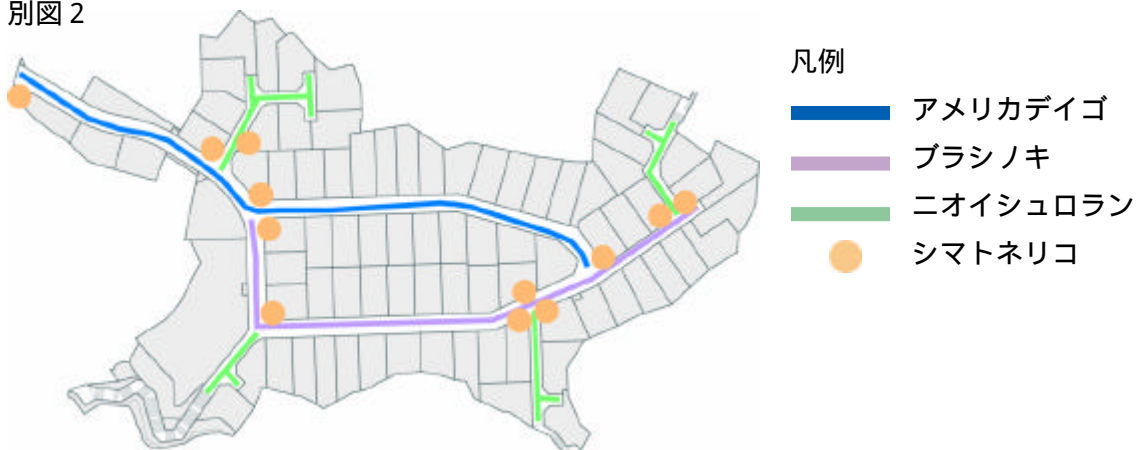 別図2
凡例
アメリカデイゴ
ブラシノキ
ニオイシュロラン
シマトネリコ